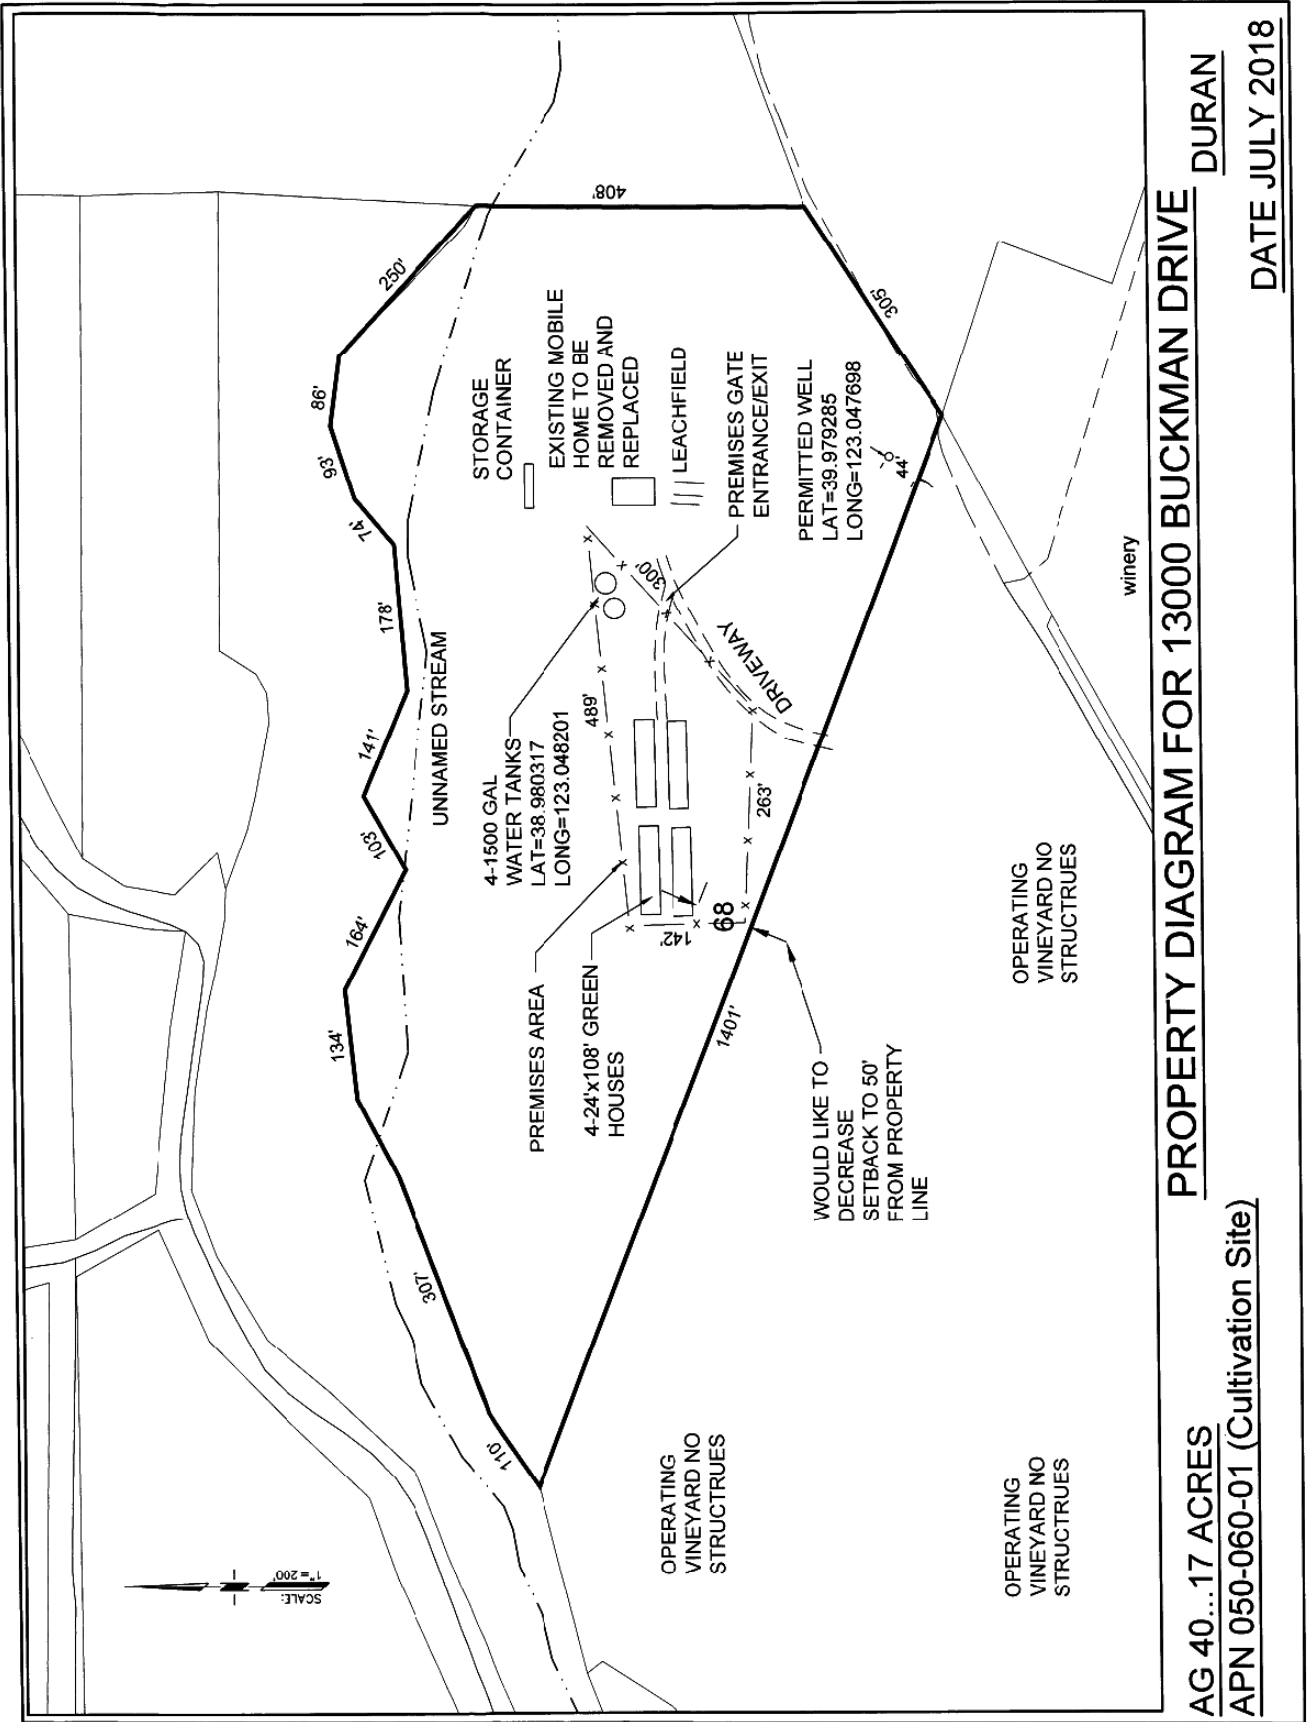 408'
250'
86'
93'
74'
178'
141'
103'
164'
134'
307'
110'
UNNAMED STREAM
STORAGE
CONTAINER
EXISTING MOBILE
HOME TO BE
REMOVED AND
REPLACED
LEACHFIELD
PREMISES GATE
ENTRANCE/EXIT
PERMITTED WELL
LAT=39.979285
LONG=123.047698
44'
305'
300'
DRIVEWAY
489'
4-1500 GAL
WATER TANKS
LAT=38.980317
LONG=123.048201
263'
142'
68
PREMISES AREA
4-24'x108' GREEN
HOUSES
1401'
WOULD LIKE TO
DECREASE
SETBACK TO 50'
FROM PROPERTY
LINE
winery
OPERATING
VINEYARD NO
STRUCTRUES
OPERATING
VINEYARD NO
STRUCTRUES
OPERATING
VINEYARD NO
STRUCTRUES
SCALE:
1"=200'
PROPERTY DIAGRAM FOR 13000 BUCKMAN DRIVE
DURAN
DATE JULY 2018
AG 40...17 ACRES
APN 050-060-01 (Cultivation Site)